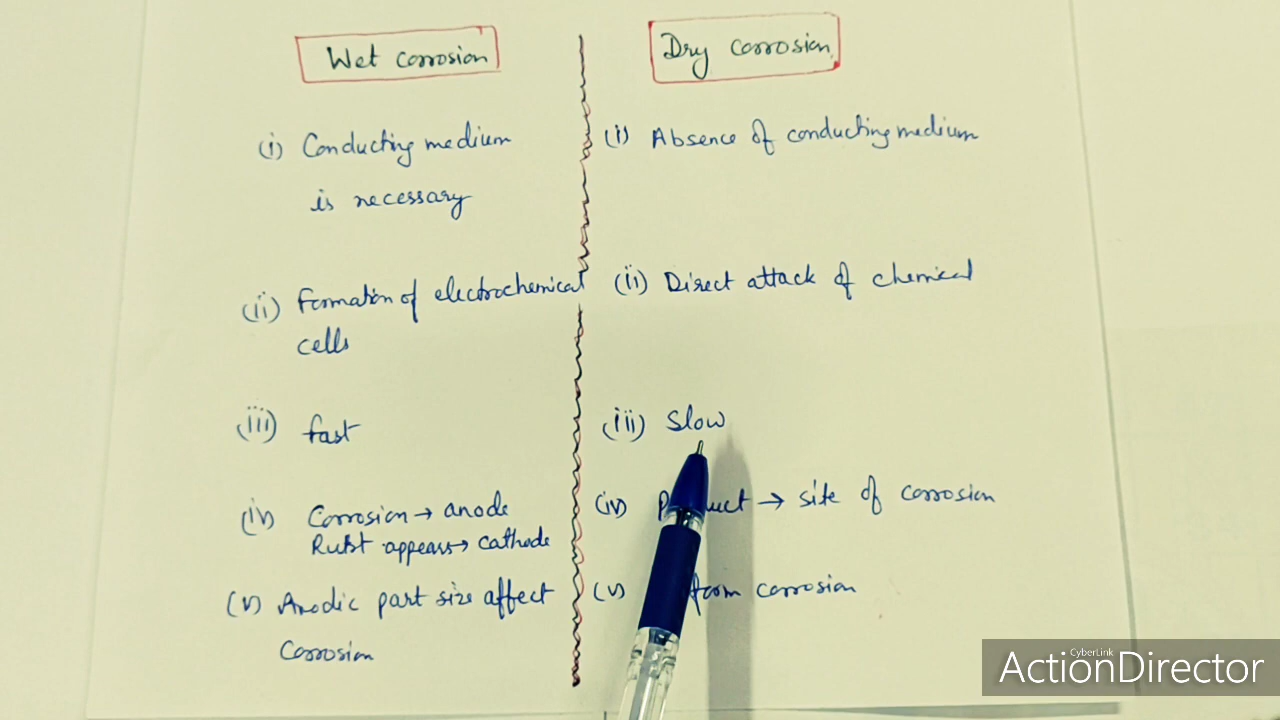 Wet corrosion
(i) Conducting medium
is necessary
(ii) Formation of electrochemical
cells
(iii) fast
(iv) Corrosion → anode
Rust appears → cathode
(v) Anodic part size affect
Corrosion
Dry corrosion
(i) Absence of conducting medium
(ii) Direct attack of chemical
(iii) Slow
(iv) → site of corrosion
(v) corrosion
CyberLink
ActionDirector